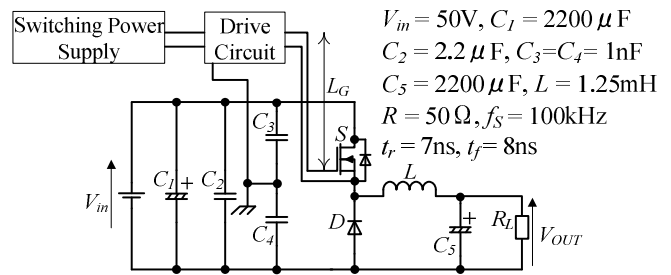 Switching Power
Supply
Drive
Circuit
V_in = 50V, C_1 = 2200 μF
C_2 = 2.2 μF, C_3=C_4= 1nF
C_5 = 2200 μF, L = 1.25mH
R = 50 Ω, f_S = 100kHz
t_r = 7ns, t_f = 8ns
L_G
C_3
S
V_in
C_1 +
C_2
C_4
L
D
+
C_5
R_L
V_OUT